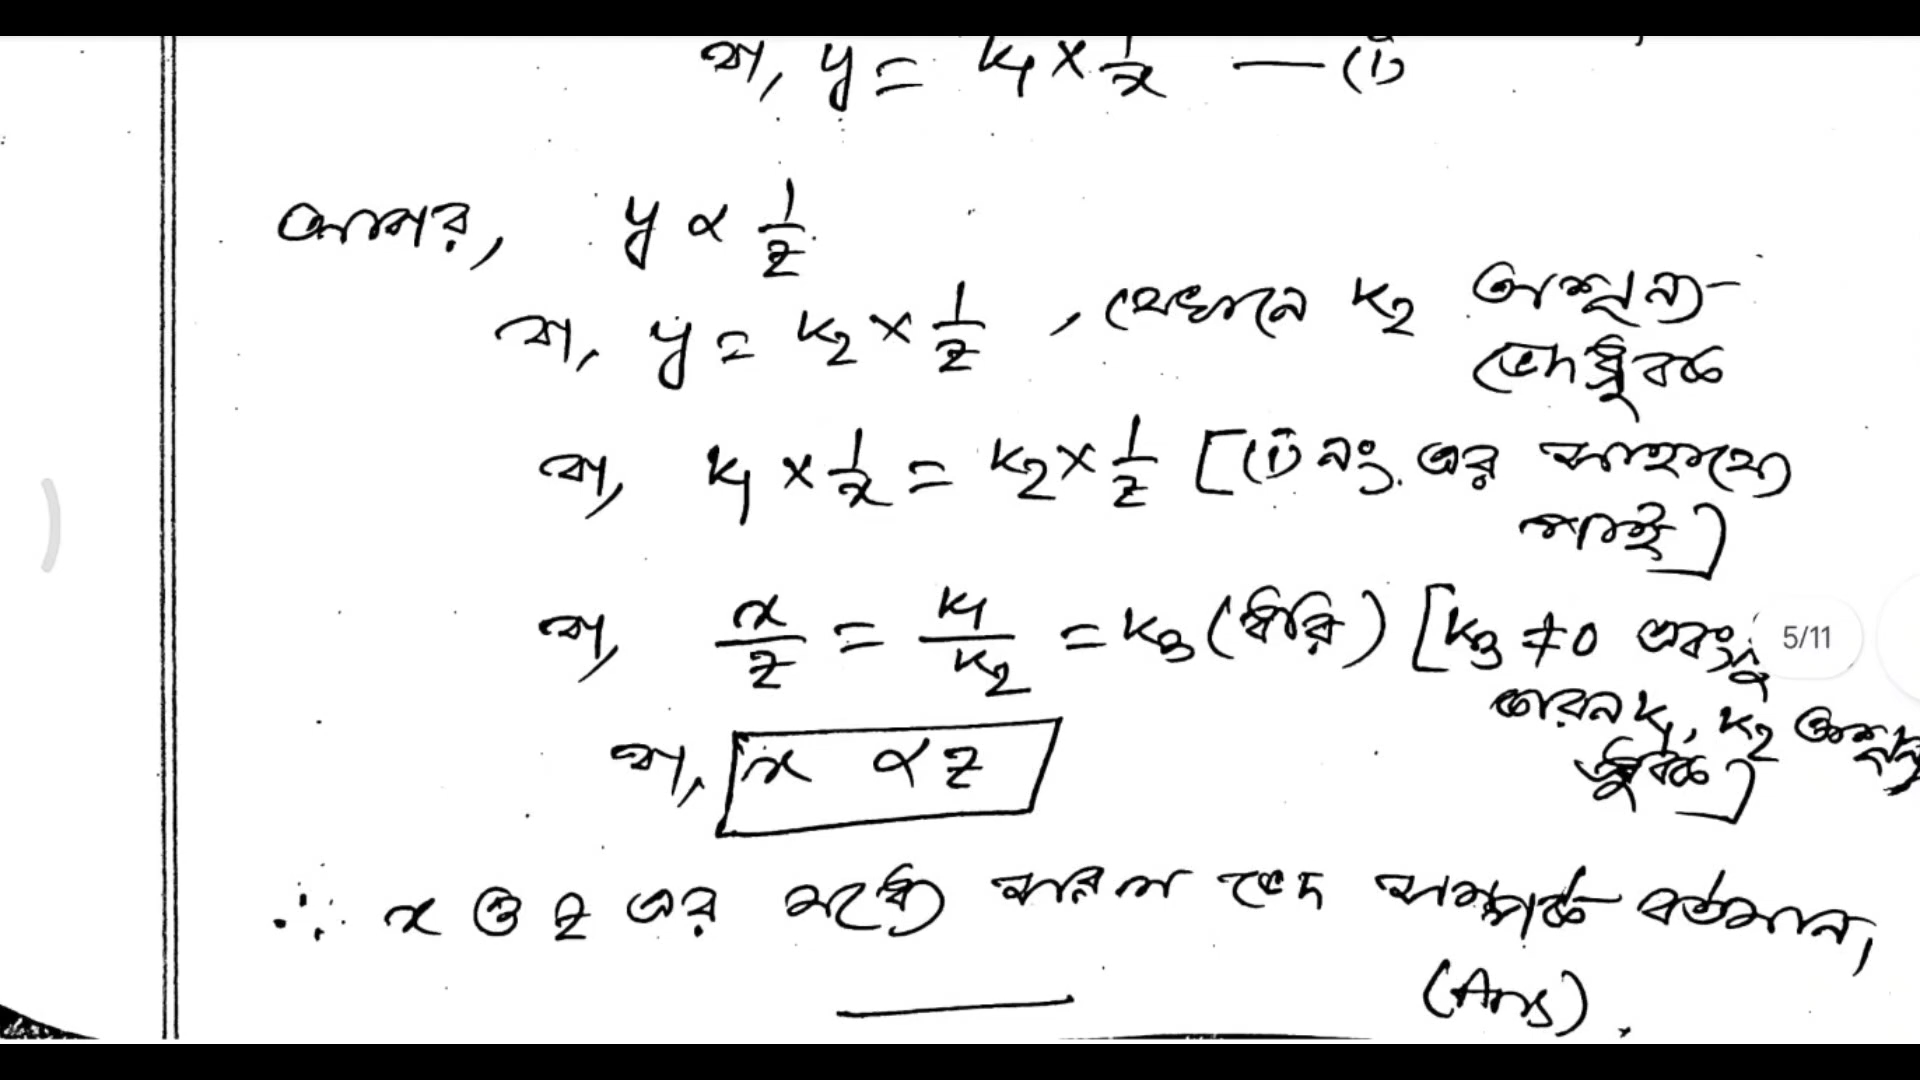 বা, y = k₁ × 1/x — (i)
আবার, y ∝ 1/z
বা, y = k₂ × 1/z , যেখানে k₂ অশূন্য
ভেদধ্রুবক
বা, k₁ × 1/x = k₂ × 1/z [(i) নং এর সাহায্যে
পাই]
বা, x/z = k₁/k₂ = k₃ (ধরি) [k₃ ≠ 0 এবং
কারন k₁, k₂ অশূন্য
ধ্রুবক]
বা, x ∝ z
∴ x ও z এর মধ্যে সরল ভেদ সম্পর্ক বর্তমান।
(Ans).
5/11